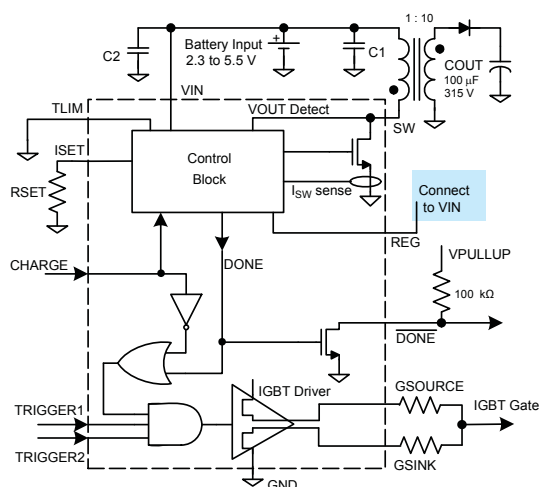 1 : 10
Battery Input
2.3 to 5.5 V
+
C2
C1
COUT
100 µF
315 V
VIN
TLIM
VOUT Detect
SW
ISET
Control
Block
RSET
ISW sense
Connect
to VIN
REG
DONE
VPULLUP
CHARGE
100 kΩ
DONE
IGBT Driver
GSOURCE
IGBT Gate
TRIGGER1
TRIGGER2
GSINK
GND